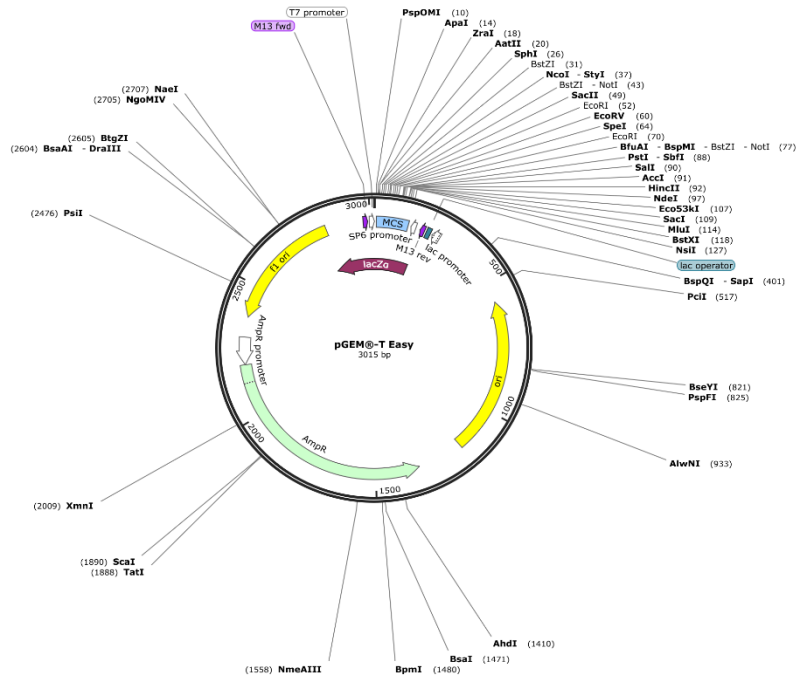 T7 promoter
M13 fwd
PspOMI (10)
ApaI (14)
ZraI (18)
AatII (20)
SphI (26)
BstZI (31)
NcoI - StyI (37)
BstZI - NotI (43)
SacII (49)
EcoRI (52)
EcoRV (60)
SpeI (64)
EcoRI (70)
BfuAI - BspMI - BstZI - NotI (77)
PstI - SbfI (88)
SalI (90)
AccI (91)
HincII (92)
NdeI (97)
Eco53kI (107)
SacI (109)
MluI (114)
BstXI (118)
NsiI (127)
lac operator
BspQI - SapI (401)
PciI (517)
BseYI (821)
PspFI (825)
AlwNI (933)
AhdI (1410)
BsaI (1471)
BpmI (1480)
(1558) NmeAIII
(1888) TatI
(1890) ScaI
(2009) XmnI
(2476) PsiI
(2604) BsaAI - DraIII
(2605) BtgZI
(2705) NgoMIV
(2707) NaeI
3000
500
1000
1500
2000
2500
MCS
SP6 promoter
M13 rev
lac promoter
lacZα
f1 ori
AmpR promoter
AmpR
ori
pGEM®-T Easy
3015 bp